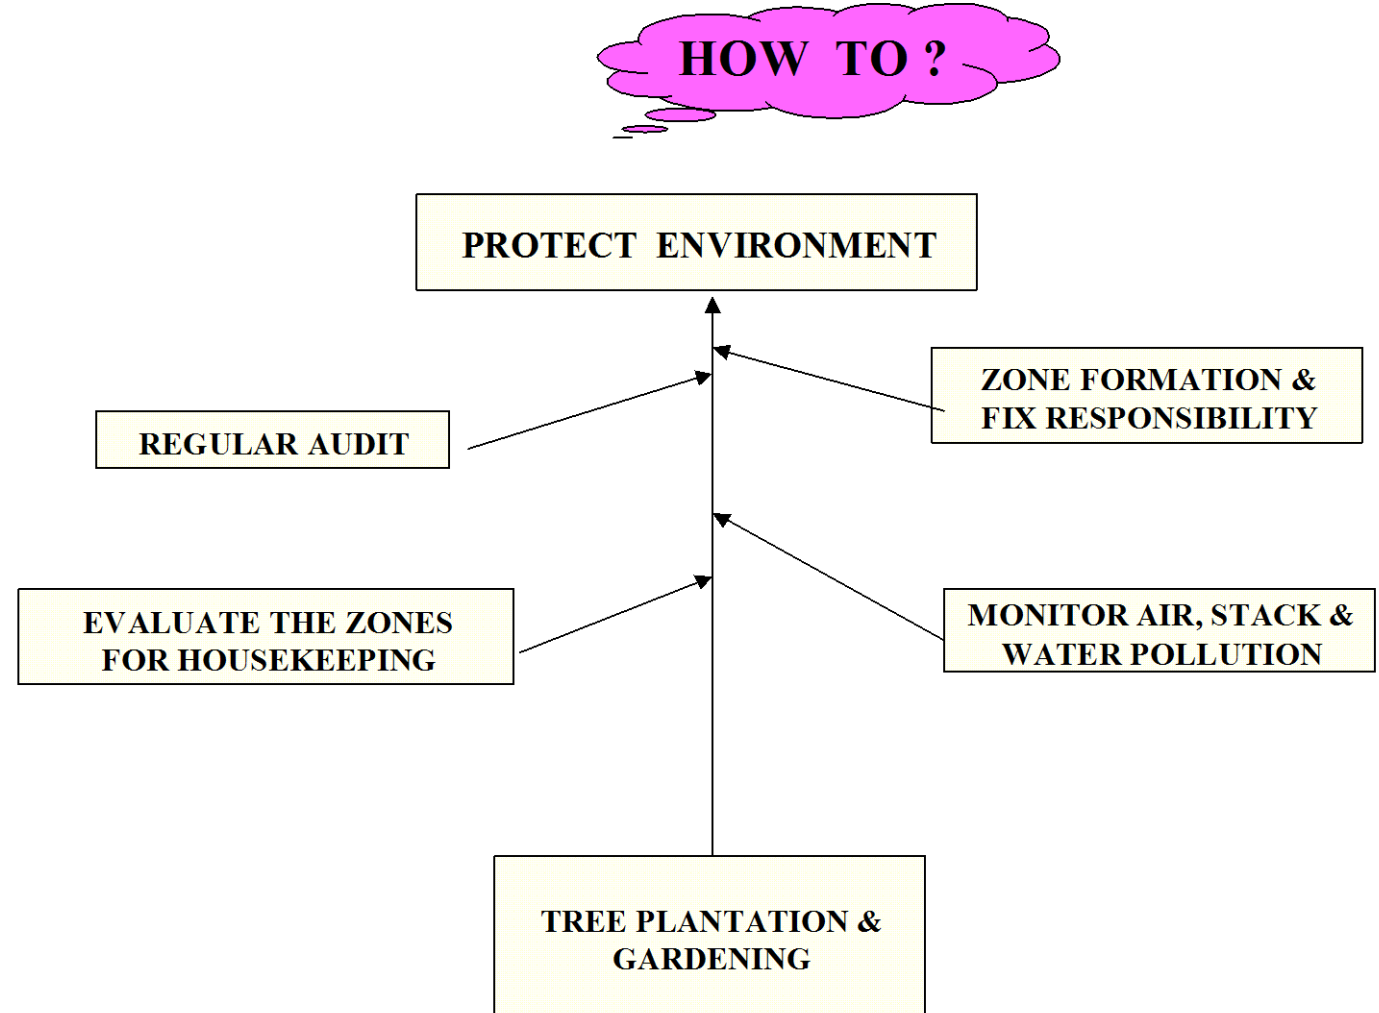 HOW TO ?
PROTECT ENVIRONMENT
ZONE FORMATION &
FIX RESPONSIBILITY
REGULAR AUDIT
EVALUATE THE ZONES
FOR HOUSEKEEPING
MONITOR AIR, STACK &
WATER POLLUTION
TREE PLANTATION &
GARDENING